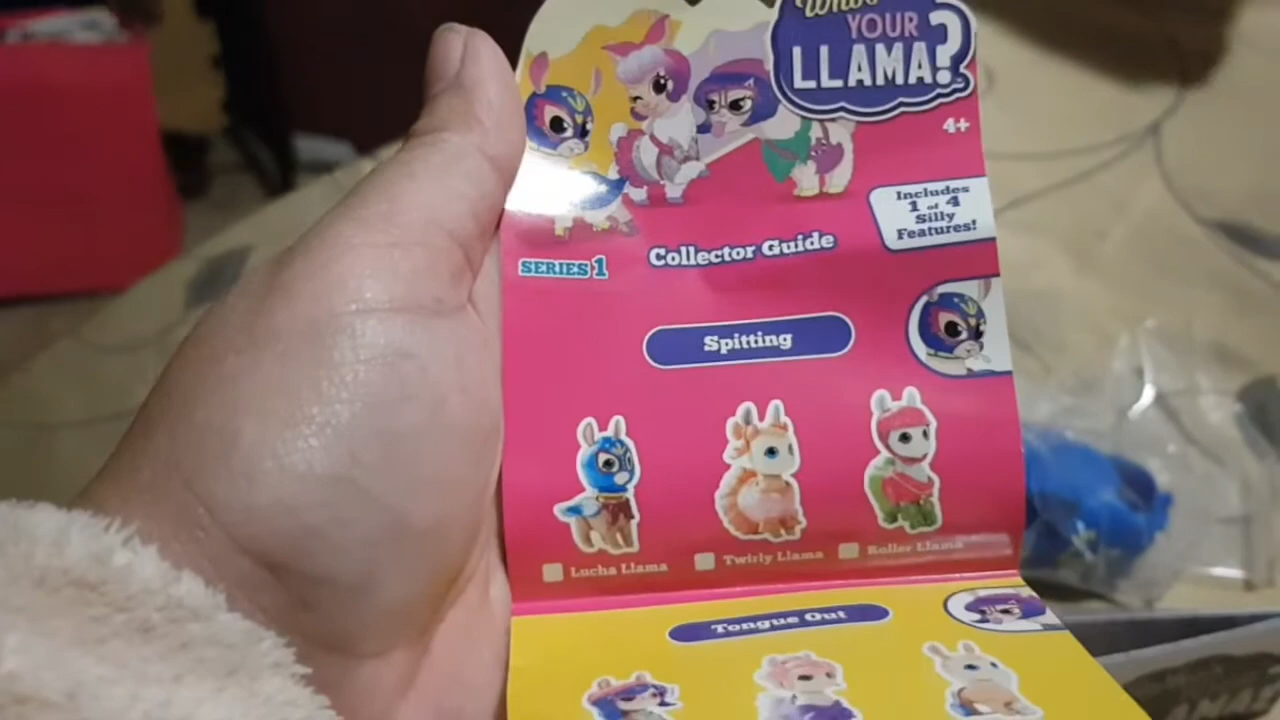 YOUR
LLAMA?
4+
Includes
1 of 4
Silly
Features!
Collector Guide
SERIES 1
Spitting
Lucha Llama
Twirly Llama
Roller Llama
Tongue Out